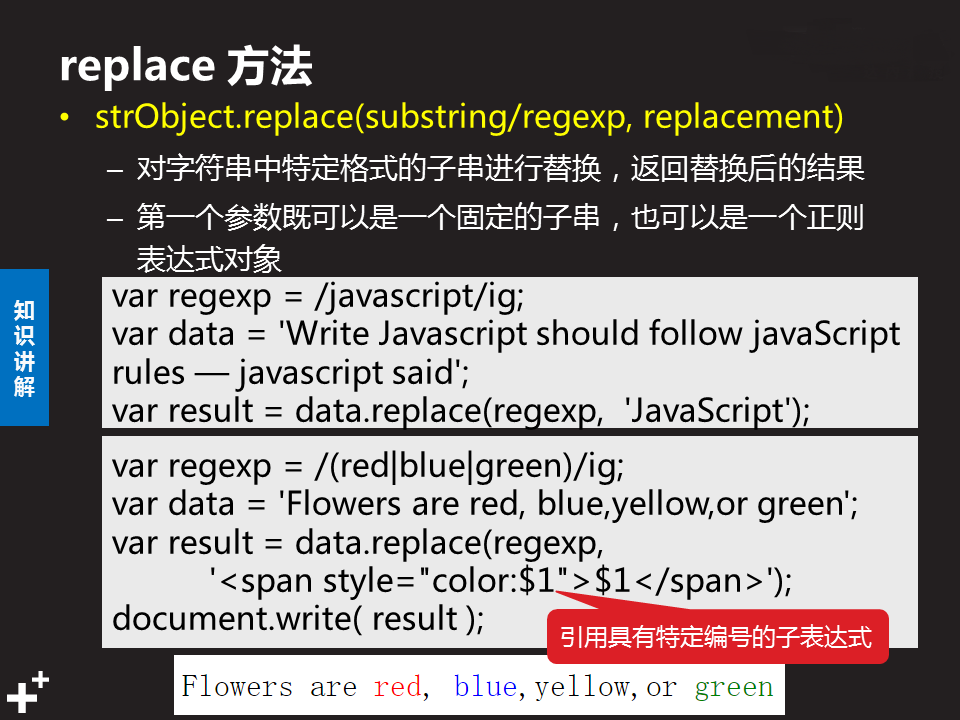 replace 方法
• strObject.replace(substring/regexp, replacement)
– 对字符串中特定格式的子串进行替换，返回替换后的结果
– 第一个参数既可以是一个固定的子串，也可以是一个正则
表达式对象
知
识
讲
解
var regexp = /javascript/ig;
var data = 'Write Javascript should follow javaScript
rules — javascript said';
var result = data.replace(regexp,  'JavaScript');
var regexp = /(red|blue|green)/ig;
var data = 'Flowers are red, blue,yellow,or green';
var result = data.replace(regexp,
'<span style="color:$1">$1</span>');
document.write( result );
引用具有特定编号的子表达式
Flowers are red, blue,yellow,or green